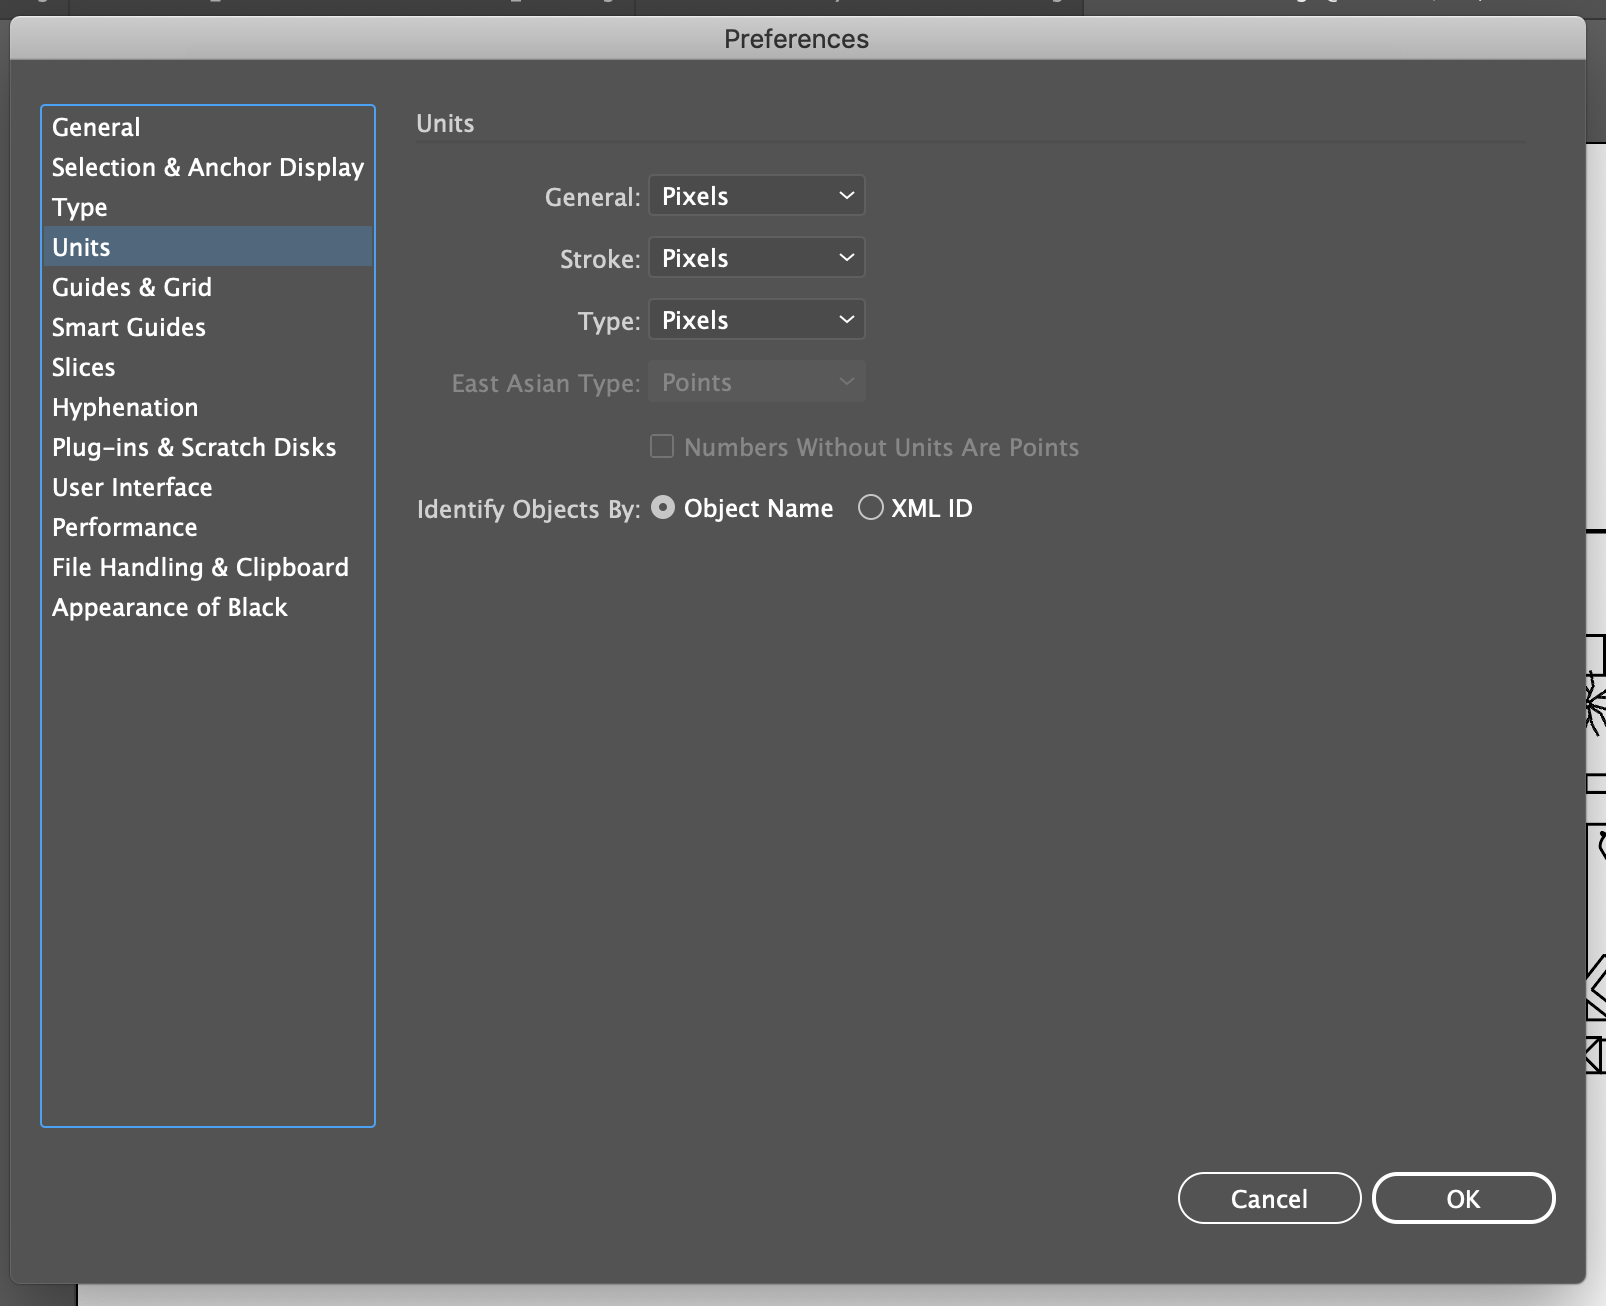 Preferences
General
Selection & Anchor Display
Type
Units
Guides & Grid
Smart Guides
Slices
Hyphenation
Plug-ins & Scratch Disks
User Interface
Performance
File Handling & Clipboard
Appearance of Black
Units
General: Pixels
Stroke: Pixels
Type: Pixels
East Asian Type: Points
Numbers Without Units Are Points
Identify Objects By: Object Name XML ID
Cancel OK